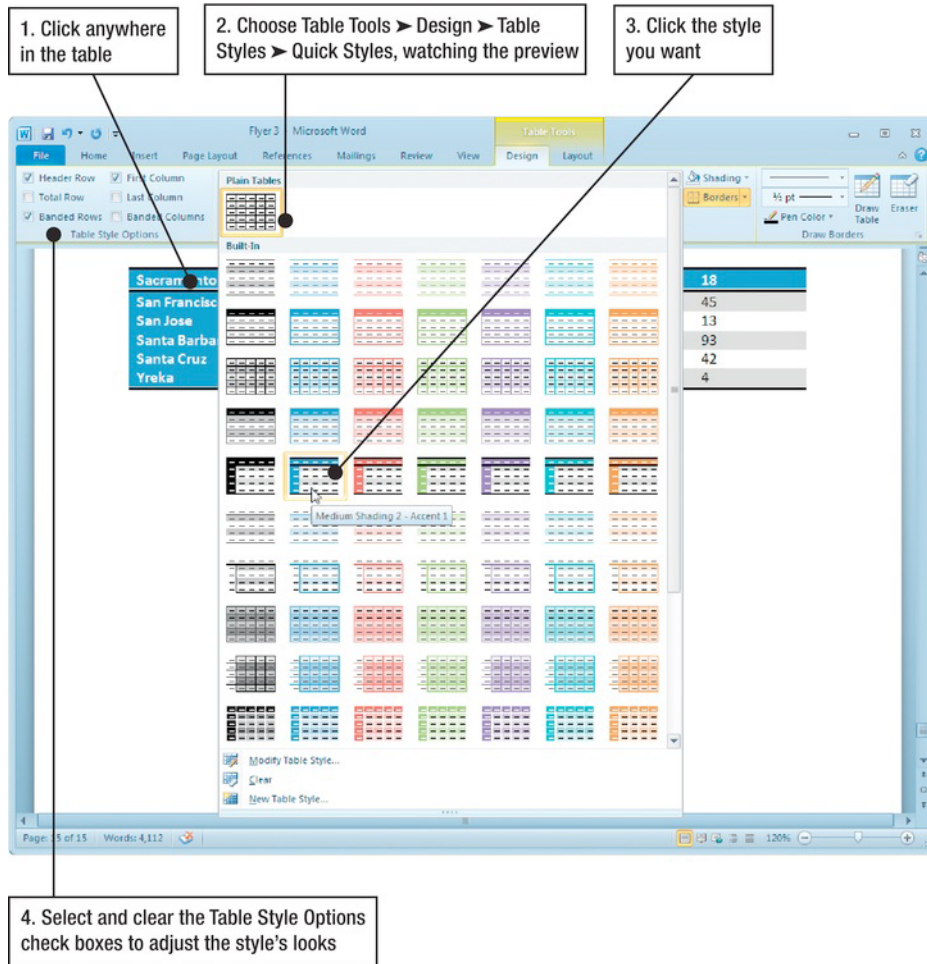 1. Click anywhere
in the table
2. Choose Table Tools ➤ Design ➤ Table
Styles ➤ Quick Styles, watching the preview
3. Click the style
you want
Flyer 3 - Microsoft Word
Table Tools
File Home Insert Page Layout References Mailings Review View Design Layout
Header Row First Column
Total Row Last Column
Banded Rows Banded Columns
Table Style Options
Plain Tables
Built-In
Shading
Borders
½ pt
Pen Color
Draw
Table
Eraser
Draw Borders
Sacramento 18
San Francisc 45
San Jose 13
Santa Barba 93
Santa Cruz 42
Yreka 4
Medium Shading 2 - Accent 1
Modify Table Style...
Clear
New Table Style...
Page: 15 of 15 Words: 4,112 120%
4. Select and clear the Table Style Options
check boxes to adjust the style's looks